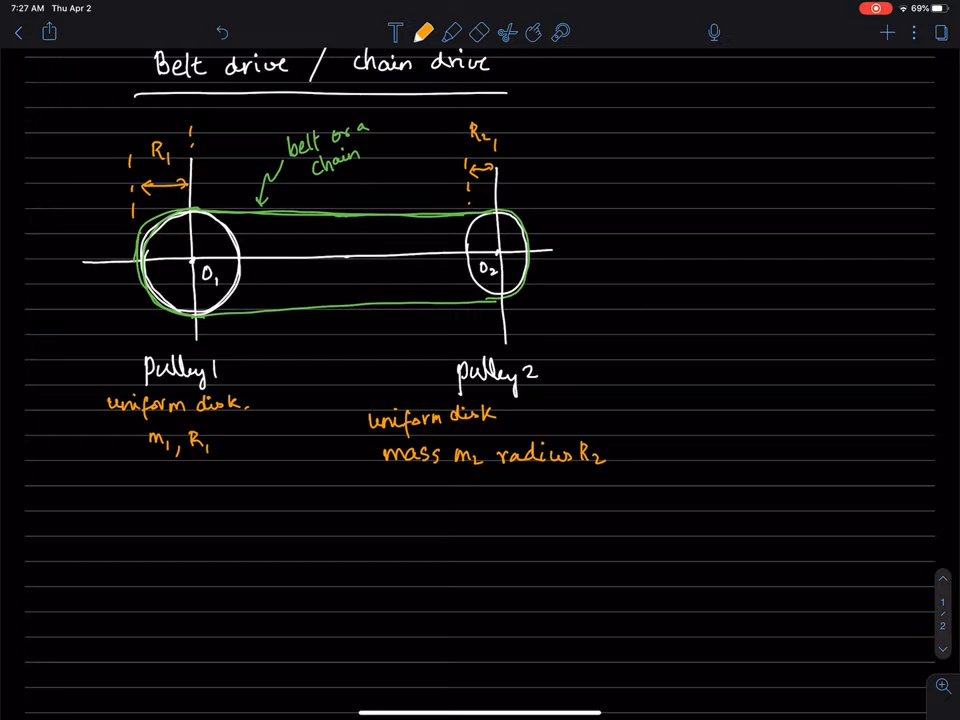 7:27 AM Thu Apr 2
69%
Belt drive / chain drive
R₁
belt or a
chain
R₂
O₁
O₂
Pulley 1
pulley 2
uniform disk.
m₁, R₁
uniform disk
mass m₂ radius R₂
1
/
2